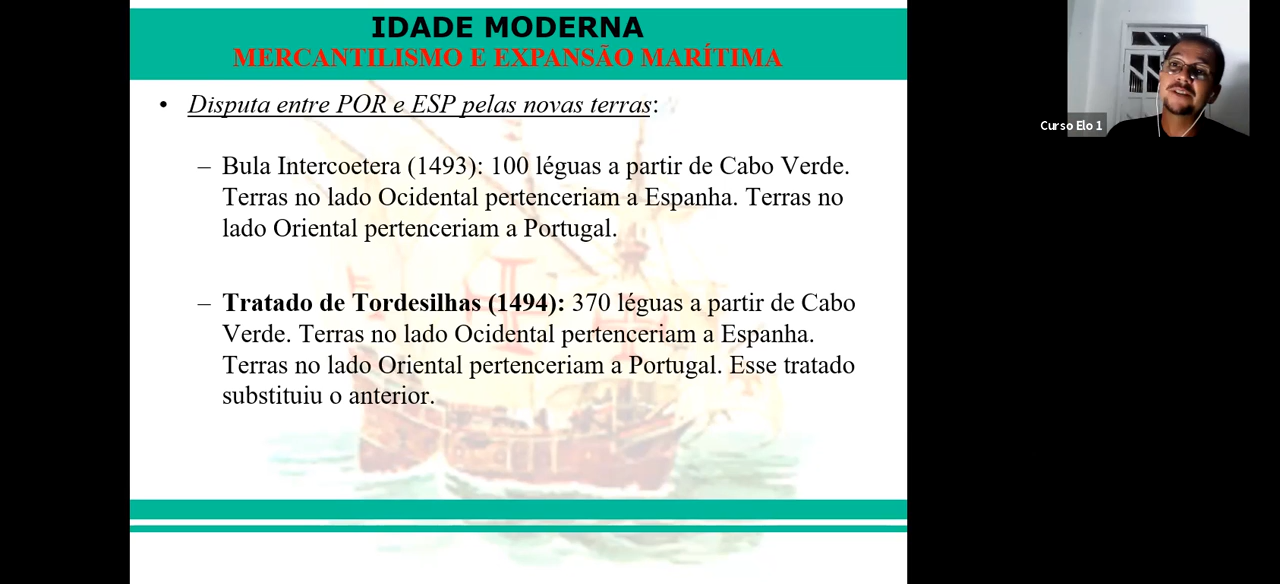 IDADE MODERNA
MERCANTILISMO E EXPANSÃO MARÍTIMA
• Disputa entre POR e ESP pelas novas terras:
– Bula Intercoetera (1493): 100 léguas a partir de Cabo Verde.
Terras no lado Ocidental pertenceriam a Espanha. Terras no
lado Oriental pertenceriam a Portugal.
– Tratado de Tordesilhas (1494): 370 léguas a partir de Cabo
Verde. Terras no lado Ocidental pertenceriam a Espanha.
Terras no lado Oriental pertenceriam a Portugal. Esse tratado
substituiu o anterior.
Curso Elo 1